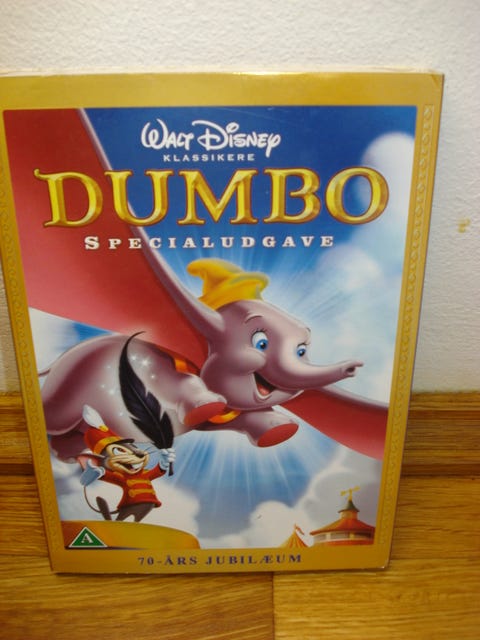 WALT DISNEY
KLASSIKERE
DUMBO
SPECIALUDGAVE
A
70-ÅRS JUBILÆUM